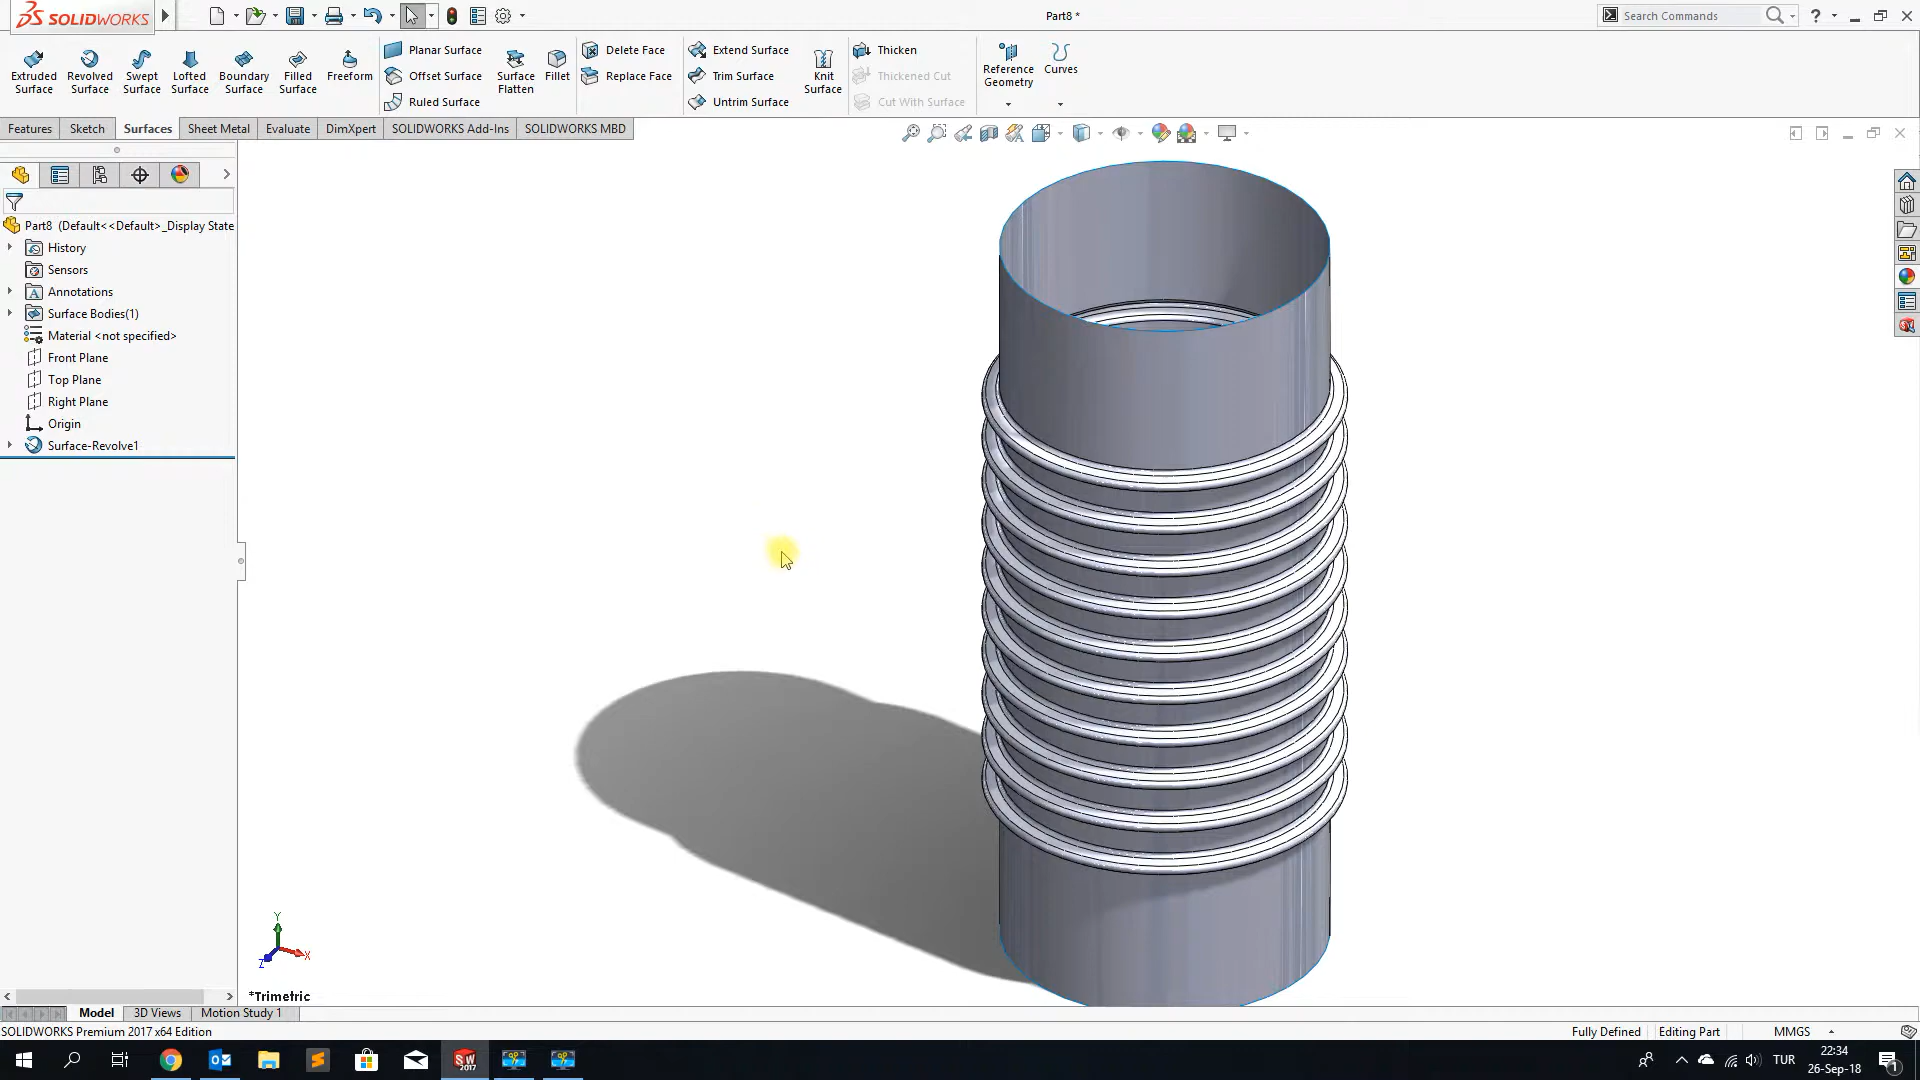 SOLIDWORKS
Part8 *
Search Commands
Extruded Surface
Revolved Surface
Swept Surface
Lofted Surface
Boundary Surface
Filled Surface
Freeform
Planar Surface
Offset Surface
Ruled Surface
Surface Flatten
Fillet
Delete Face
Replace Face
Extend Surface
Trim Surface
Untrim Surface
Knit Surface
Thicken
Thickened Cut
Cut With Surface
Reference Geometry
Curves
Features Sketch Surfaces Sheet Metal Evaluate DimXpert SOLIDWORKS Add-Ins SOLIDWORKS MBD
Part8 (Default<<Default>_Display State
History
Sensors
Annotations
Surface Bodies(1)
Material <not specified>
Front Plane
Top Plane
Right Plane
Origin
Surface-Revolve1
Y
X
Z
*Trimetric
Model 3D Views Motion Study 1
SOLIDWORKS Premium 2017 x64 Edition
Fully Defined Editing Part MMGS
SW 2017
TUR
22:34
26-Sep-18
1